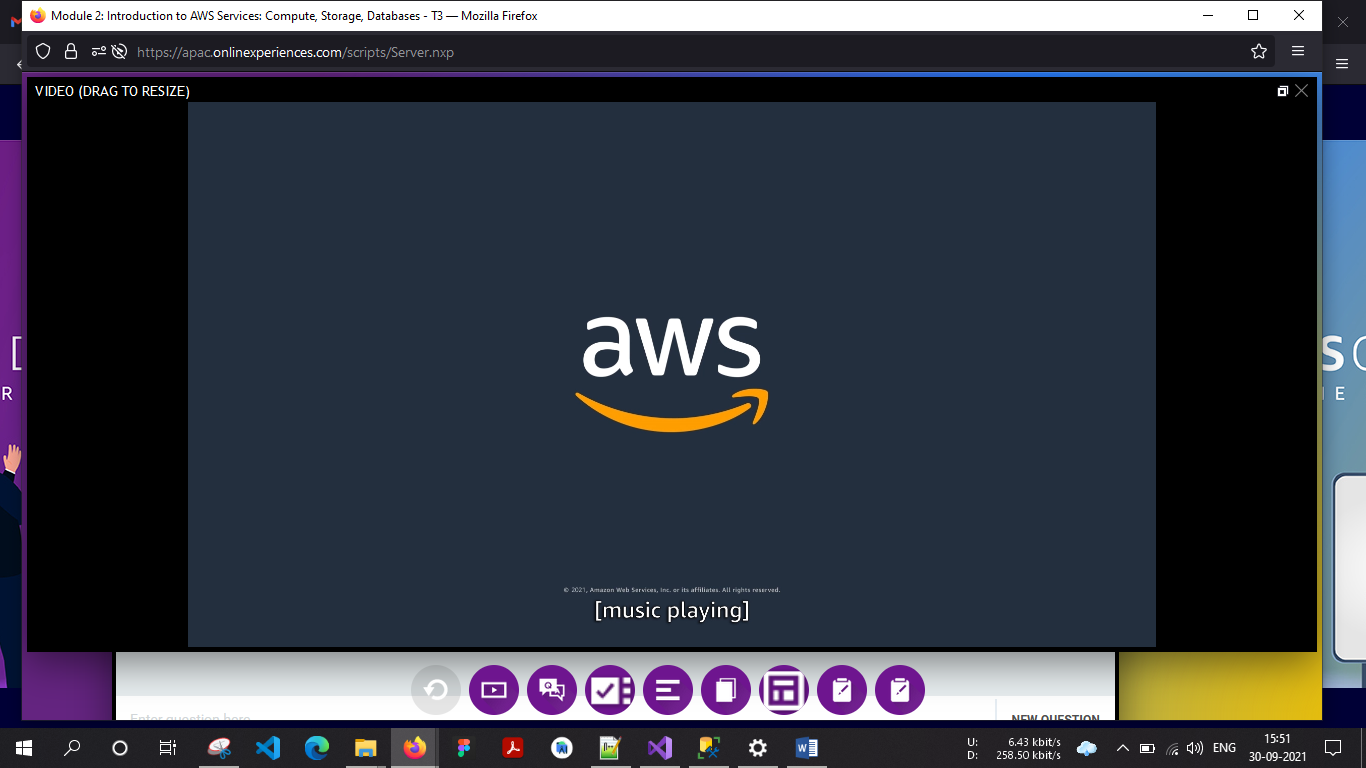 Module 2: Introduction to AWS Services: Compute, Storage, Databases - T3 — Mozilla Firefox
https://apac.onlinexperiences.com/scripts/Server.nxp
VIDEO (DRAG TO RESIZE)
aws
© 2021, Amazon Web Services, Inc. or its affiliates. All rights reserved.
[music playing]
[
R
S
E
Enter question here
NEW QUESTION
U: 6.43 kbit/s
D: 258.50 kbit/s
ENG
15:51
30-09-2021